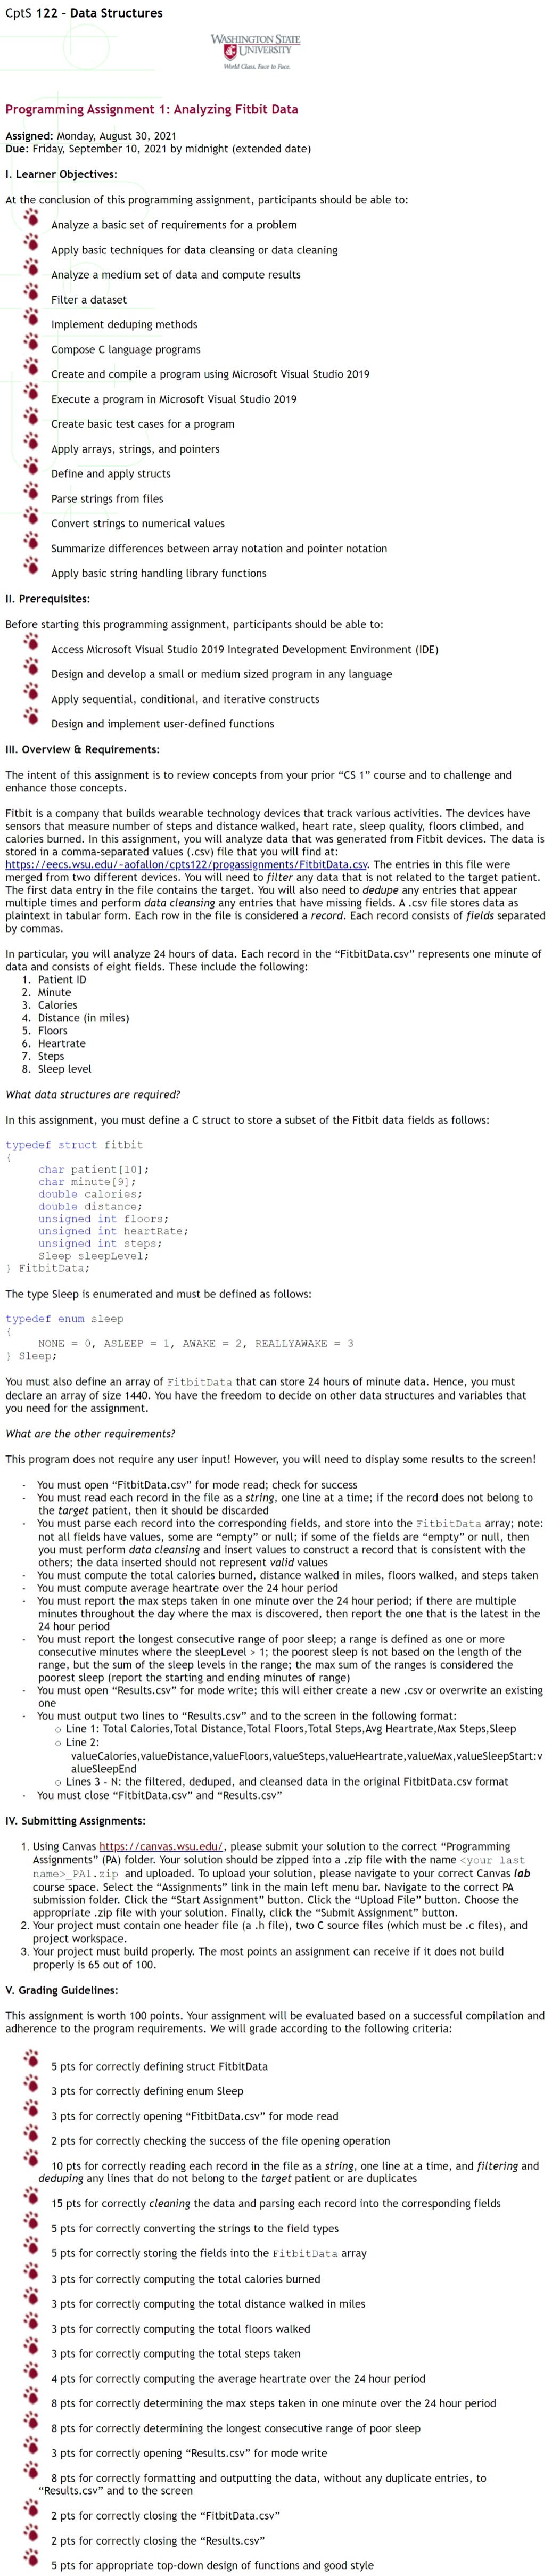 CptS 122 - Data Structures
WASHINGTON STATE
UNIVERSITY
World Class. Face to Face.
Programming Assignment 1: Analyzing Fitbit Data
Assigned: Monday, August 30, 2021
Due: Friday, September 10, 2021 by midnight (extended date)
I. Learner Objectives:
At the conclusion of this programming assignment, participants should be able to:
Analyze a basic set of requirements for a problem
Apply basic techniques for data cleansing or data cleaning
Analyze a medium set of data and compute results
Filter a dataset
Implement deduping methods
Compose C language programs
Create and compile a program using Microsoft Visual Studio 2019
Execute a program in Microsoft Visual Studio 2019
Create basic test cases for a program
Apply arrays, strings, and pointers
Define and apply structs
Parse strings from files
Convert strings to numerical values
Summarize differences between array notation and pointer notation
Apply basic string handling library functions
II. Prerequisites:
Before starting this programming assignment, participants should be able to:
Access Microsoft Visual Studio 2019 Integrated Development Environment (IDE)
Design and develop a small or medium sized program in any language
Apply sequential, conditional, and iterative constructs
Design and implement user-defined functions
III. Overview & Requirements:
The intent of this assignment is to review concepts from your prior “CS 1” course and to challenge and
enhance those concepts.
Fitbit is a company that builds wearable technology devices that track various activities. The devices have
sensors that measure number of steps and distance walked, heart rate, sleep quality, floors climbed, and
calories burned. In this assignment, you will analyze data that was generated from Fitbit devices. The data is
stored in a comma-separated values (.csv) file that you will find at:
https://eecs.wsu.edu/~aofallon/cpts122/progassignments/FitbitData.csv. The entries in this file were
merged from two different devices. You will need to filter any data that is not related to the target patient.
The first data entry in the file contains the target. You will also need to dedupe any entries that appear
multiple times and perform data cleansing any entries that have missing fields. A .csv file stores data as
plaintext in tabular form. Each row in the file is considered a record. Each record consists of fields separated
by commas.
In particular, you will analyze 24 hours of data. Each record in the “FitbitData.csv” represents one minute of
data and consists of eight fields. These include the following:
1. Patient ID
2. Minute
3. Calories
4. Distance (in miles)
5. Floors
6. Heartrate
7. Steps
8. Sleep level
What data structures are required?
In this assignment, you must define a C struct to store a subset of the Fitbit data fields as follows:
typedef struct fitbit
{
char patient[10];
char minute[9];
double calories;
double distance;
unsigned int floors;
unsigned int heartRate;
unsigned int steps;
Sleep sleepLevel;
} FitbitData;
The type Sleep is enumerated and must be defined as follows:
typedef enum sleep
{
NONE = 0, ASLEEP = 1, AWAKE = 2, REALLYAWAKE = 3
} Sleep;
You must also define an array of FitbitData that can store 24 hours of minute data. Hence, you must
declare an array of size 1440. You have the freedom to decide on other data structures and variables that
you need for the assignment.
What are the other requirements?
This program does not require any user input! However, you will need to display some results to the screen!
- You must open “FitbitData.csv” for mode read; check for success
- You must read each record in the file as a string, one line at a time; if the record does not belong to
the target patient, then it should be discarded
- You must parse each record into the corresponding fields, and store into the FitbitData array; note:
not all fields have values, some are “empty” or null; if some of the fields are “empty” or null, then
you must perform data cleansing and insert values to construct a record that is consistent with the
others; the data inserted should not represent valid values
- You must compute the total calories burned, distance walked in miles, floors walked, and steps taken
- You must compute average heartrate over the 24 hour period
- You must report the max steps taken in one minute over the 24 hour period; if there are multiple
minutes throughout the day where the max is discovered, then report the one that is the latest in the
24 hour period
- You must report the longest consecutive range of poor sleep; a range is defined as one or more
consecutive minutes where the sleepLevel > 1; the poorest sleep is not based on the length of the
range, but the sum of the sleep levels in the range; the max sum of the ranges is considered the
poorest sleep (report the starting and ending minutes of range)
- You must open “Results.csv” for mode write; this will either create a new .csv or overwrite an existing
one
- You must output two lines to “Results.csv” and to the screen in the following format:
o Line 1: Total Calories,Total Distance,Total Floors,Total Steps,Avg Heartrate,Max Steps,Sleep
o Line 2:
valueCalories,valueDistance,valueFloors,valueSteps,valueHeartrate,valueMax,valueSleepStart:v
alueSleepEnd
o Lines 3 - N: the filtered, deduped, and cleansed data in the original FitbitData.csv format
- You must close “FitbitData.csv” and “Results.csv”
IV. Submitting Assignments:
1. Using Canvas https://canvas.wsu.edu/, please submit your solution to the correct “Programming
Assignments” (PA) folder. Your solution should be zipped into a .zip file with the name <your last
name>_PA1.zip and uploaded. To upload your solution, please navigate to your correct Canvas lab
course space. Select the “Assignments” link in the main left menu bar. Navigate to the correct PA
submission folder. Click the “Start Assignment” button. Click the “Upload File” button. Choose the
appropriate .zip file with your solution. Finally, click the “Submit Assignment” button.
2. Your project must contain one header file (a .h file), two C source files (which must be .c files), and
project workspace.
3. Your project must build properly. The most points an assignment can receive if it does not build
properly is 65 out of 100.
V. Grading Guidelines:
This assignment is worth 100 points. Your assignment will be evaluated based on a successful compilation and
adherence to the program requirements. We will grade according to the following criteria:
5 pts for correctly defining struct FitbitData
3 pts for correctly defining enum Sleep
3 pts for correctly opening “FitbitData.csv” for mode read
2 pts for correctly checking the success of the file opening operation
10 pts for correctly reading each record in the file as a string, one line at a time, and filtering and
deduping any lines that do not belong to the target patient or are duplicates
15 pts for correctly cleaning the data and parsing each record into the corresponding fields
5 pts for correctly converting the strings to the field types
5 pts for correctly storing the fields into the FitbitData array
3 pts for correctly computing the total calories burned
3 pts for correctly computing the total distance walked in miles
3 pts for correctly computing the total floors walked
3 pts for correctly computing the total steps taken
4 pts for correctly computing the average heartrate over the 24 hour period
8 pts for correctly determining the max steps taken in one minute over the 24 hour period
8 pts for correctly determining the longest consecutive range of poor sleep
3 pts for correctly opening “Results.csv” for mode write
8 pts for correctly formatting and outputting the data, without any duplicate entries, to
“Results.csv” and to the screen
2 pts for correctly closing the “FitbitData.csv”
2 pts for correctly closing the “Results.csv”
5 pts for appropriate top-down design of functions and good style